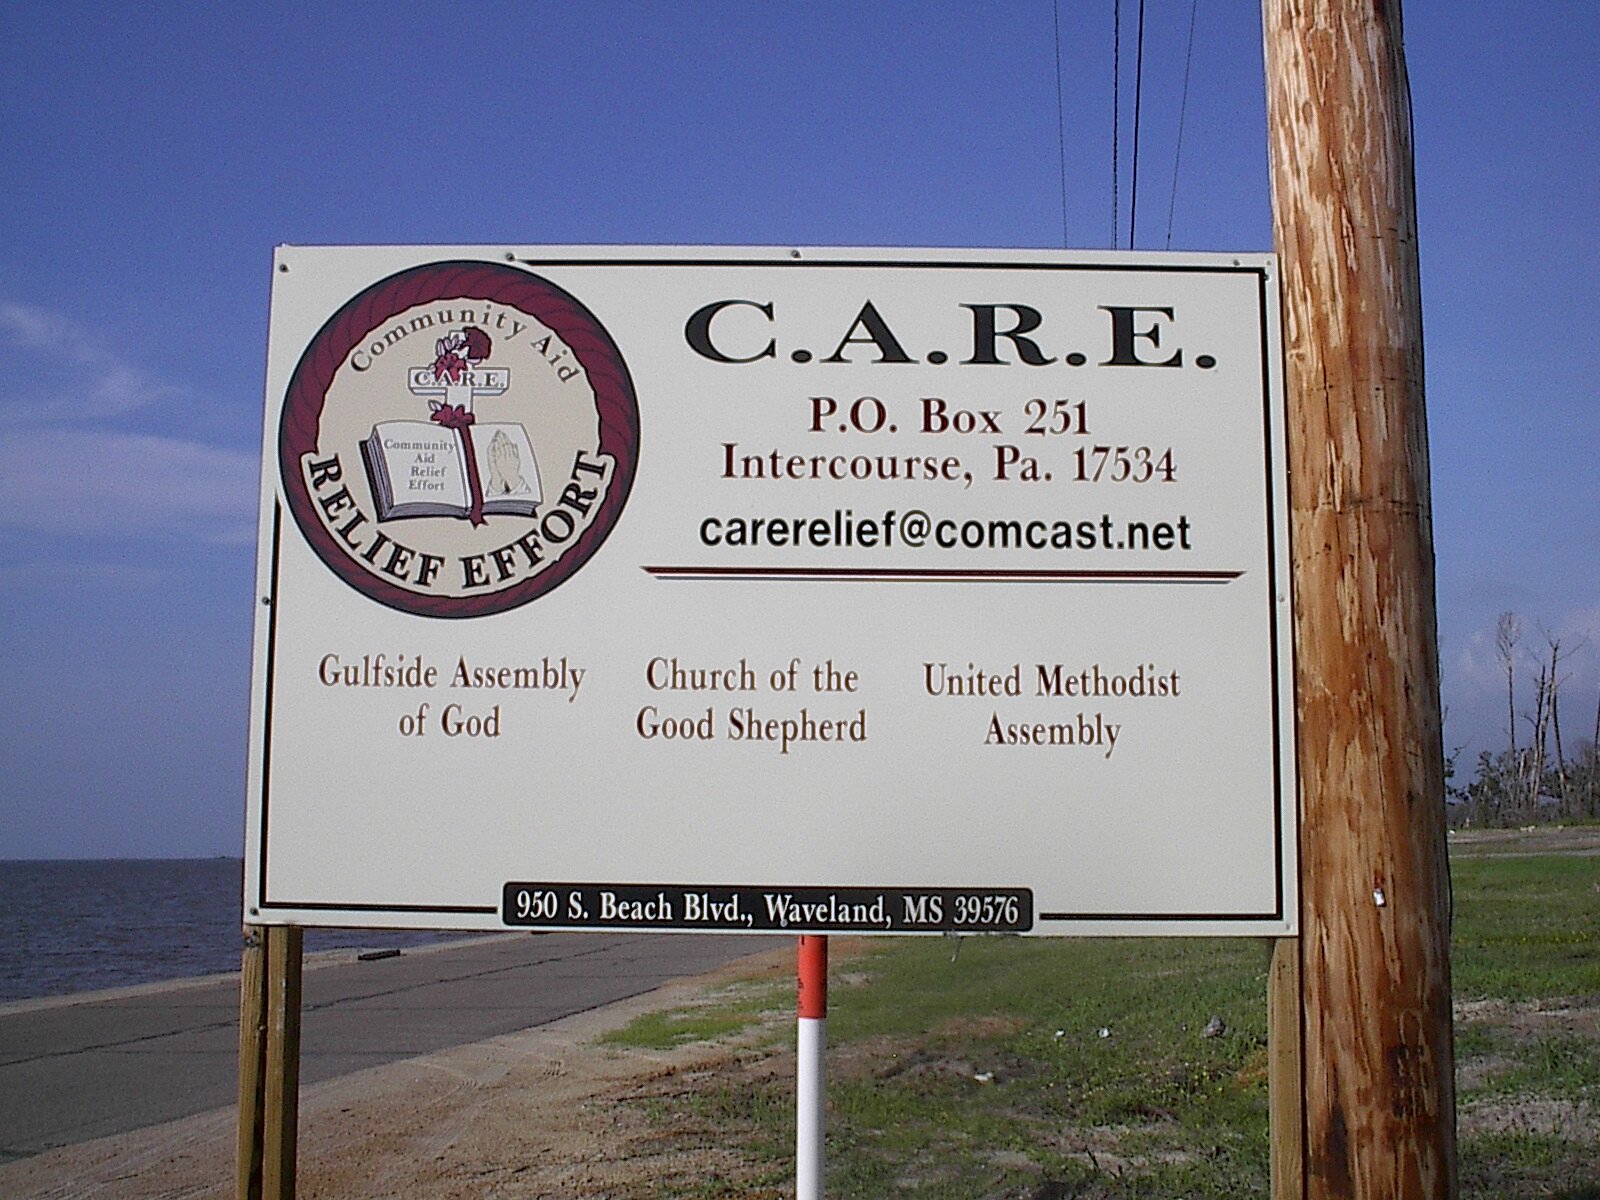 Community Aid
C.A.R.E.
Community
Aid
Relief
Effort
RELIEF EFFORT
C.A.R.E.
P.O. Box 251
Intercourse, Pa. 17534
carerelief@comcast.net
Gulfside Assembly
of God
Church of the
Good Shepherd
United Methodist
Assembly
950 S. Beach Blvd., Waveland, MS 39576